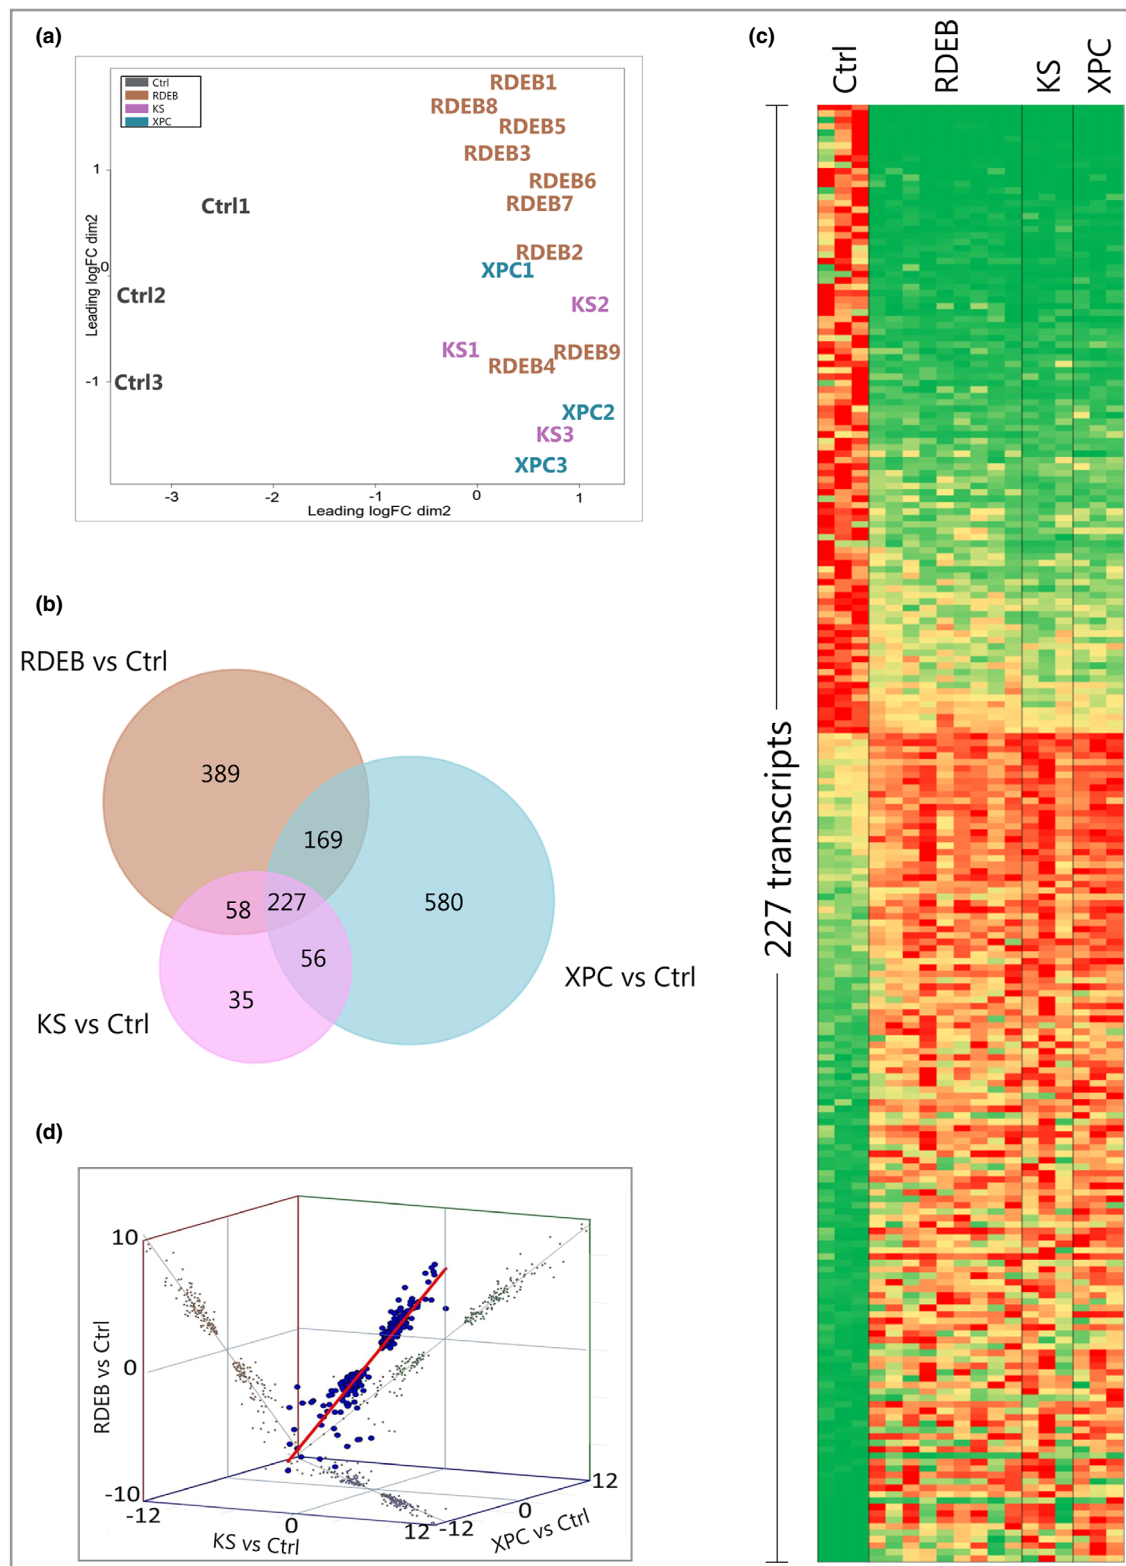 (a)
Ctrl
RDEB
KS
XPC
RDEB1
RDEB8
RDEB5
RDEB3
RDEB6
RDEB7
Ctrl1
RDEB2
XPC1
Ctrl2
KS2
KS1
RDEB9
RDEB4
Ctrl3
XPC2
KS3
XPC3
1
0
-1
Leading logFC dim2
-3
-2
-1
0
1
Leading logFC dim2
(b)
RDEB vs Ctrl
389
169
58
227
580
56
35
XPC vs Ctrl
KS vs Ctrl
(c)
Ctrl
RDEB
KS
XPC
227 transcripts
(d)
10
0
-10
RDEB vs Ctrl
-12
0
12
KS vs Ctrl
-12
0
12
XPC vs Ctrl